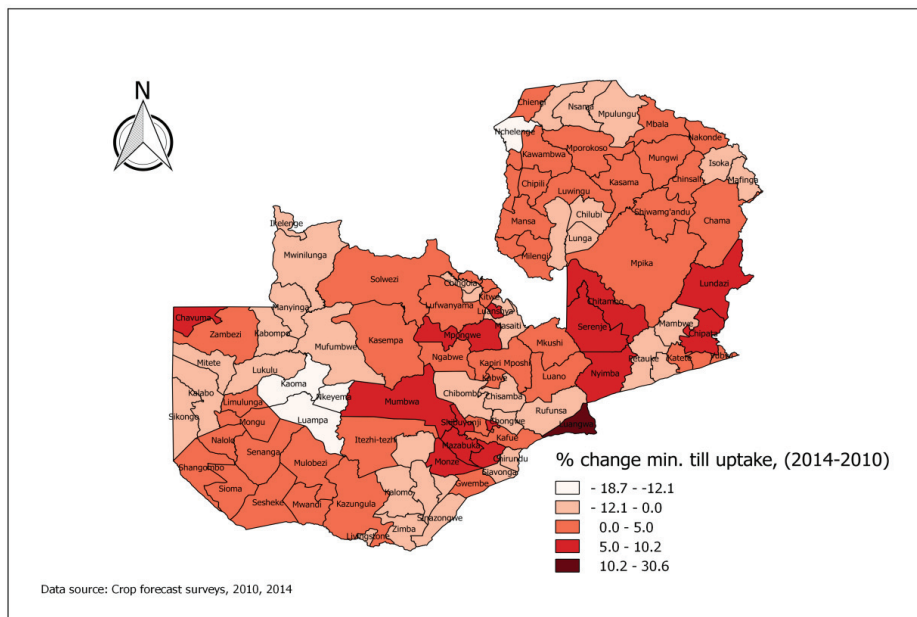 N
Chiengi
Nsama
Mpulungu
Mbala
Nchelenge
Nakonde
Kawambwa
Mporokoso
Mungwi
Isoka
Mafinga
Chipili
Kasama
Chinsali
Luwingu
Mansa
Chilubi
Shiwamg'andu
Chama
Lunga
Milengi
Mpika
Ikelenge
Mwinilunga
Solwezi
Chingola
Lundazi
Chitambo
Kitwe
Lufwanyama
Luanshya
Manyinga
Chavuma
Serenje
Mambwe
Chipata
Zambezi
Kabompo
Masaiti
Mpongwe
Kasempa
Mkushi
Mufumbwe
Ngabwe
Kapiri Mposhi
Petauke
Katete
Mitete
Lukulu
Luano
Nyimba
Kaoma
Kabwe
Kalabo
Nkeyema
Chibombo
Chisamba
Limulunga
Mumbwa
Rufunsa
Sikongo
Mongu
Luampa
Chongwe
Luangwa
Nalolo
Itezhi-tezhi
Kafue
Senanga
Mazabuka
Shangombo
Mulobezi
Monze
Chirundu
Siavonga
Sioma
Gwembe
Sesheke
Mwandi
Kazungula
Kalomo
Sinazongwe
Zimba
Livingstone
% change min. till uptake, (2014-2010)
- 18.7 - -12.1
- 12.1 - 0.0
0.0 - 5.0
5.0 - 10.2
10.2 - 30.6
Data source: Crop forecast surveys, 2010, 2014